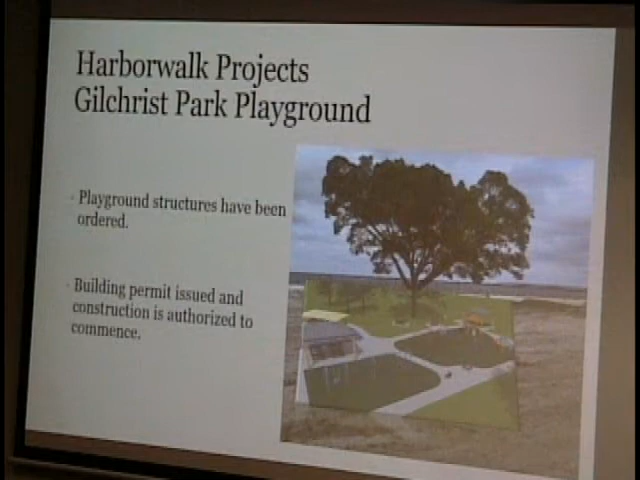 Harborwalk Projects
Gilchrist Park Playground
· Playground structures have been
ordered.
· Building permit issued and
construction is authorized to
commence.